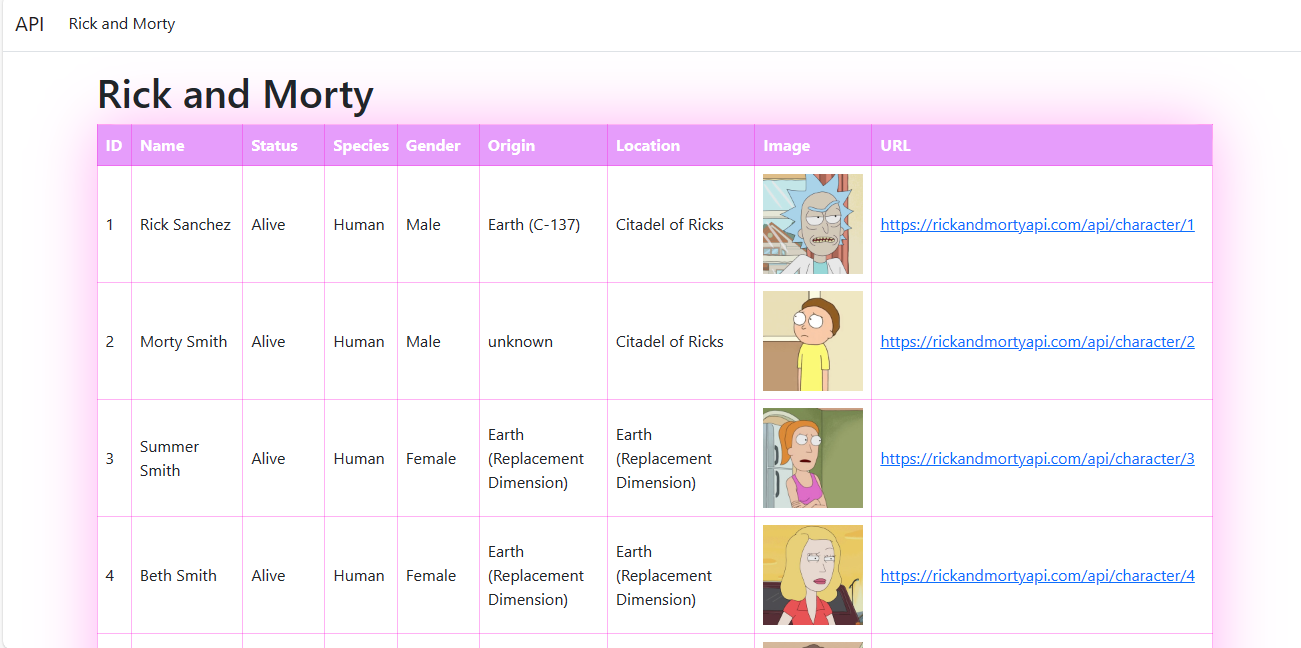 API Rick and Morty
Rick and Morty
ID Name Status Species Gender Origin Location Image URL
1 Rick Sanchez Alive Human Male Earth (C-137) Citadel of Ricks https://rickandmortyapi.com/api/character/1
2 Morty Smith Alive Human Male unknown Citadel of Ricks https://rickandmortyapi.com/api/character/2
3 Summer Smith Alive Human Female Earth (Replacement Dimension) Earth (Replacement Dimension) https://rickandmortyapi.com/api/character/3
4 Beth Smith Alive Human Female Earth (Replacement Dimension) Earth (Replacement Dimension) https://rickandmortyapi.com/api/character/4